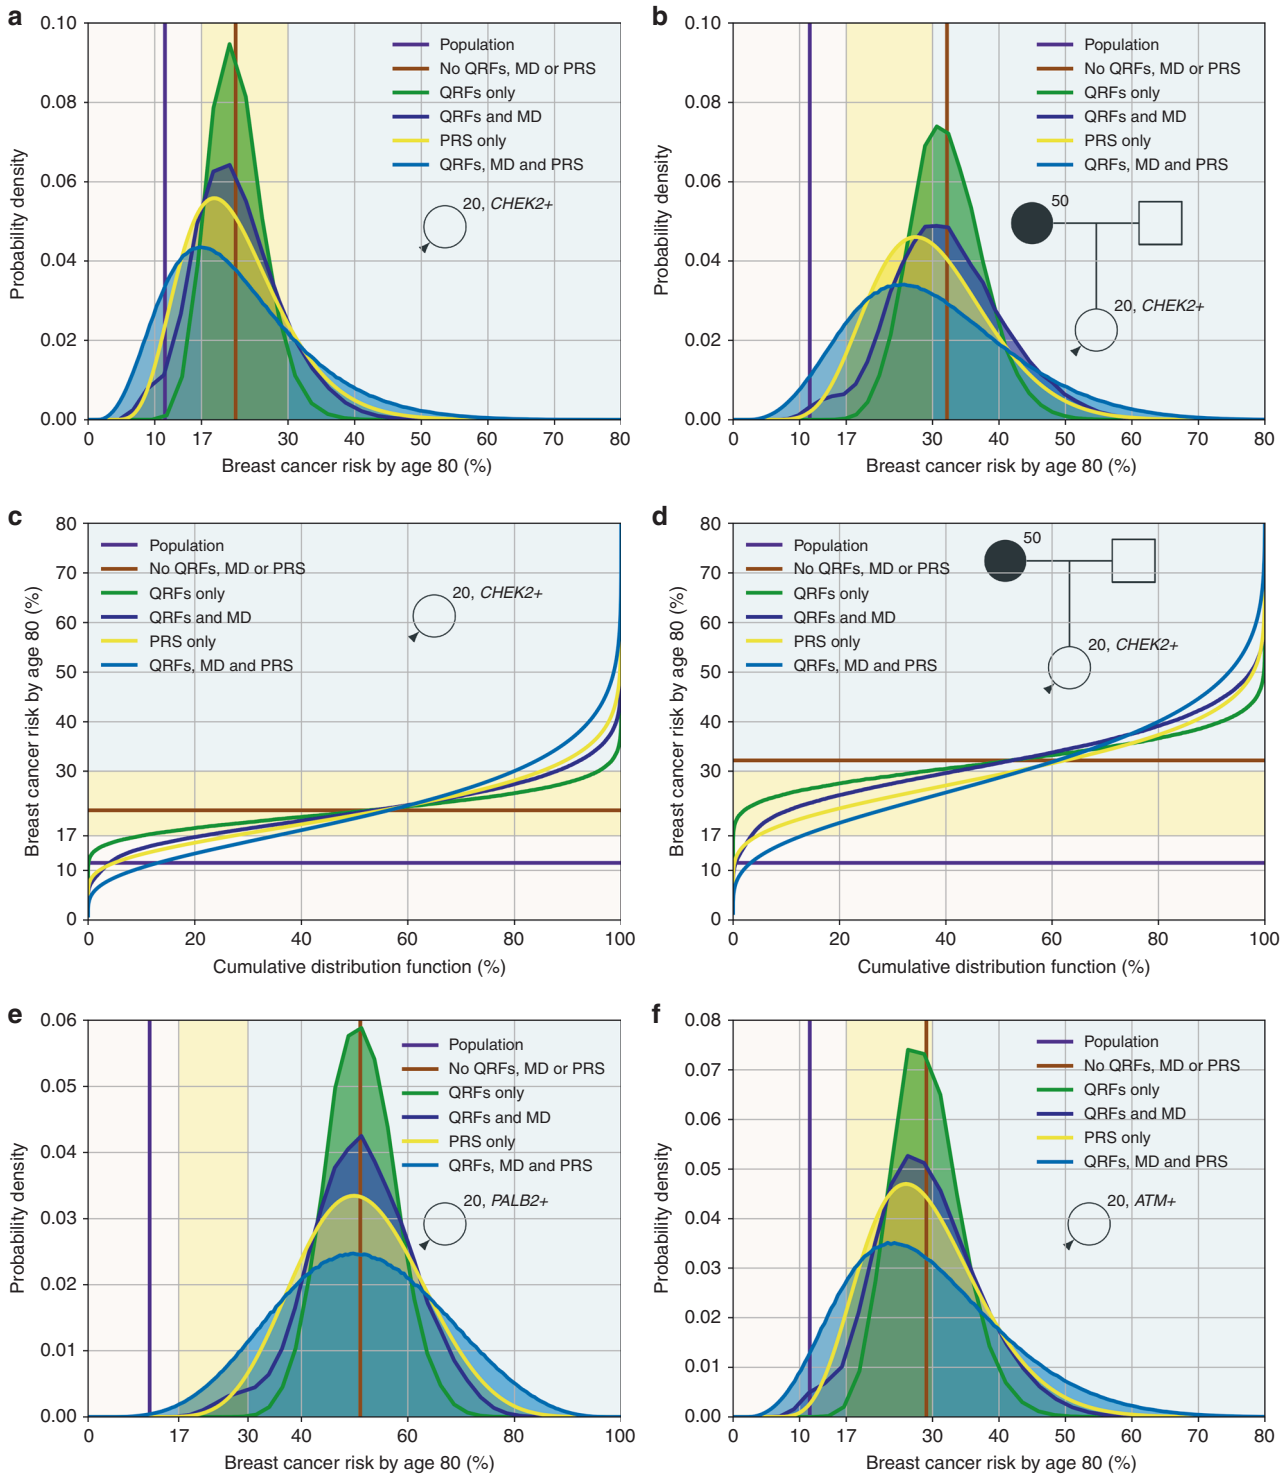 a
0.10
0.08
0.06
0.04
0.02
0.00
Probability density
Population
No QRFs, MD or PRS
QRFs only
QRFs and MD
PRS only
QRFs, MD and PRS
20, CHEK2+
0 10 17 30 40 50 60 70 80
Breast cancer risk by age 80 (%)
b
0.10
0.08
0.06
0.04
0.02
0.00
Probability density
Population
No QRFs, MD or PRS
QRFs only
QRFs and MD
PRS only
QRFs, MD and PRS
50
20, CHEK2+
0 10 17 30 40 50 60 70 80
Breast cancer risk by age 80 (%)
c
80
70
60
50
40
30
17
10
0
Breast cancer risk by age 80 (%)
Population
No QRFs, MD or PRS
QRFs only
QRFs and MD
PRS only
QRFs, MD and PRS
20, CHEK2+
0 20 40 60 80 100
Cumulative distribution function (%)
d
80
70
60
50
40
30
17
10
0
Breast cancer risk by age 80 (%)
Population
No QRFs, MD or PRS
QRFs only
QRFs and MD
PRS only
QRFs, MD and PRS
50
20, CHEK2+
0 20 40 60 80 100
Cumulative distribution function (%)
e
0.06
0.05
0.04
0.03
0.02
0.01
0.00
Probability density
Population
No QRFs, MD or PRS
QRFs only
QRFs and MD
PRS only
QRFs, MD and PRS
20, PALB2+
0 17 30 40 60 80 100
Breast cancer risk by age 80 (%)
f
0.08
0.07
0.06
0.05
0.04
0.03
0.02
0.01
0.00
Probability density
Population
No QRFs, MD or PRS
QRFs only
QRFs and MD
PRS only
QRFs, MD and PRS
20, ATM+
0 10 17 30 40 50 60 70 80
Breast cancer risk by age 80 (%)